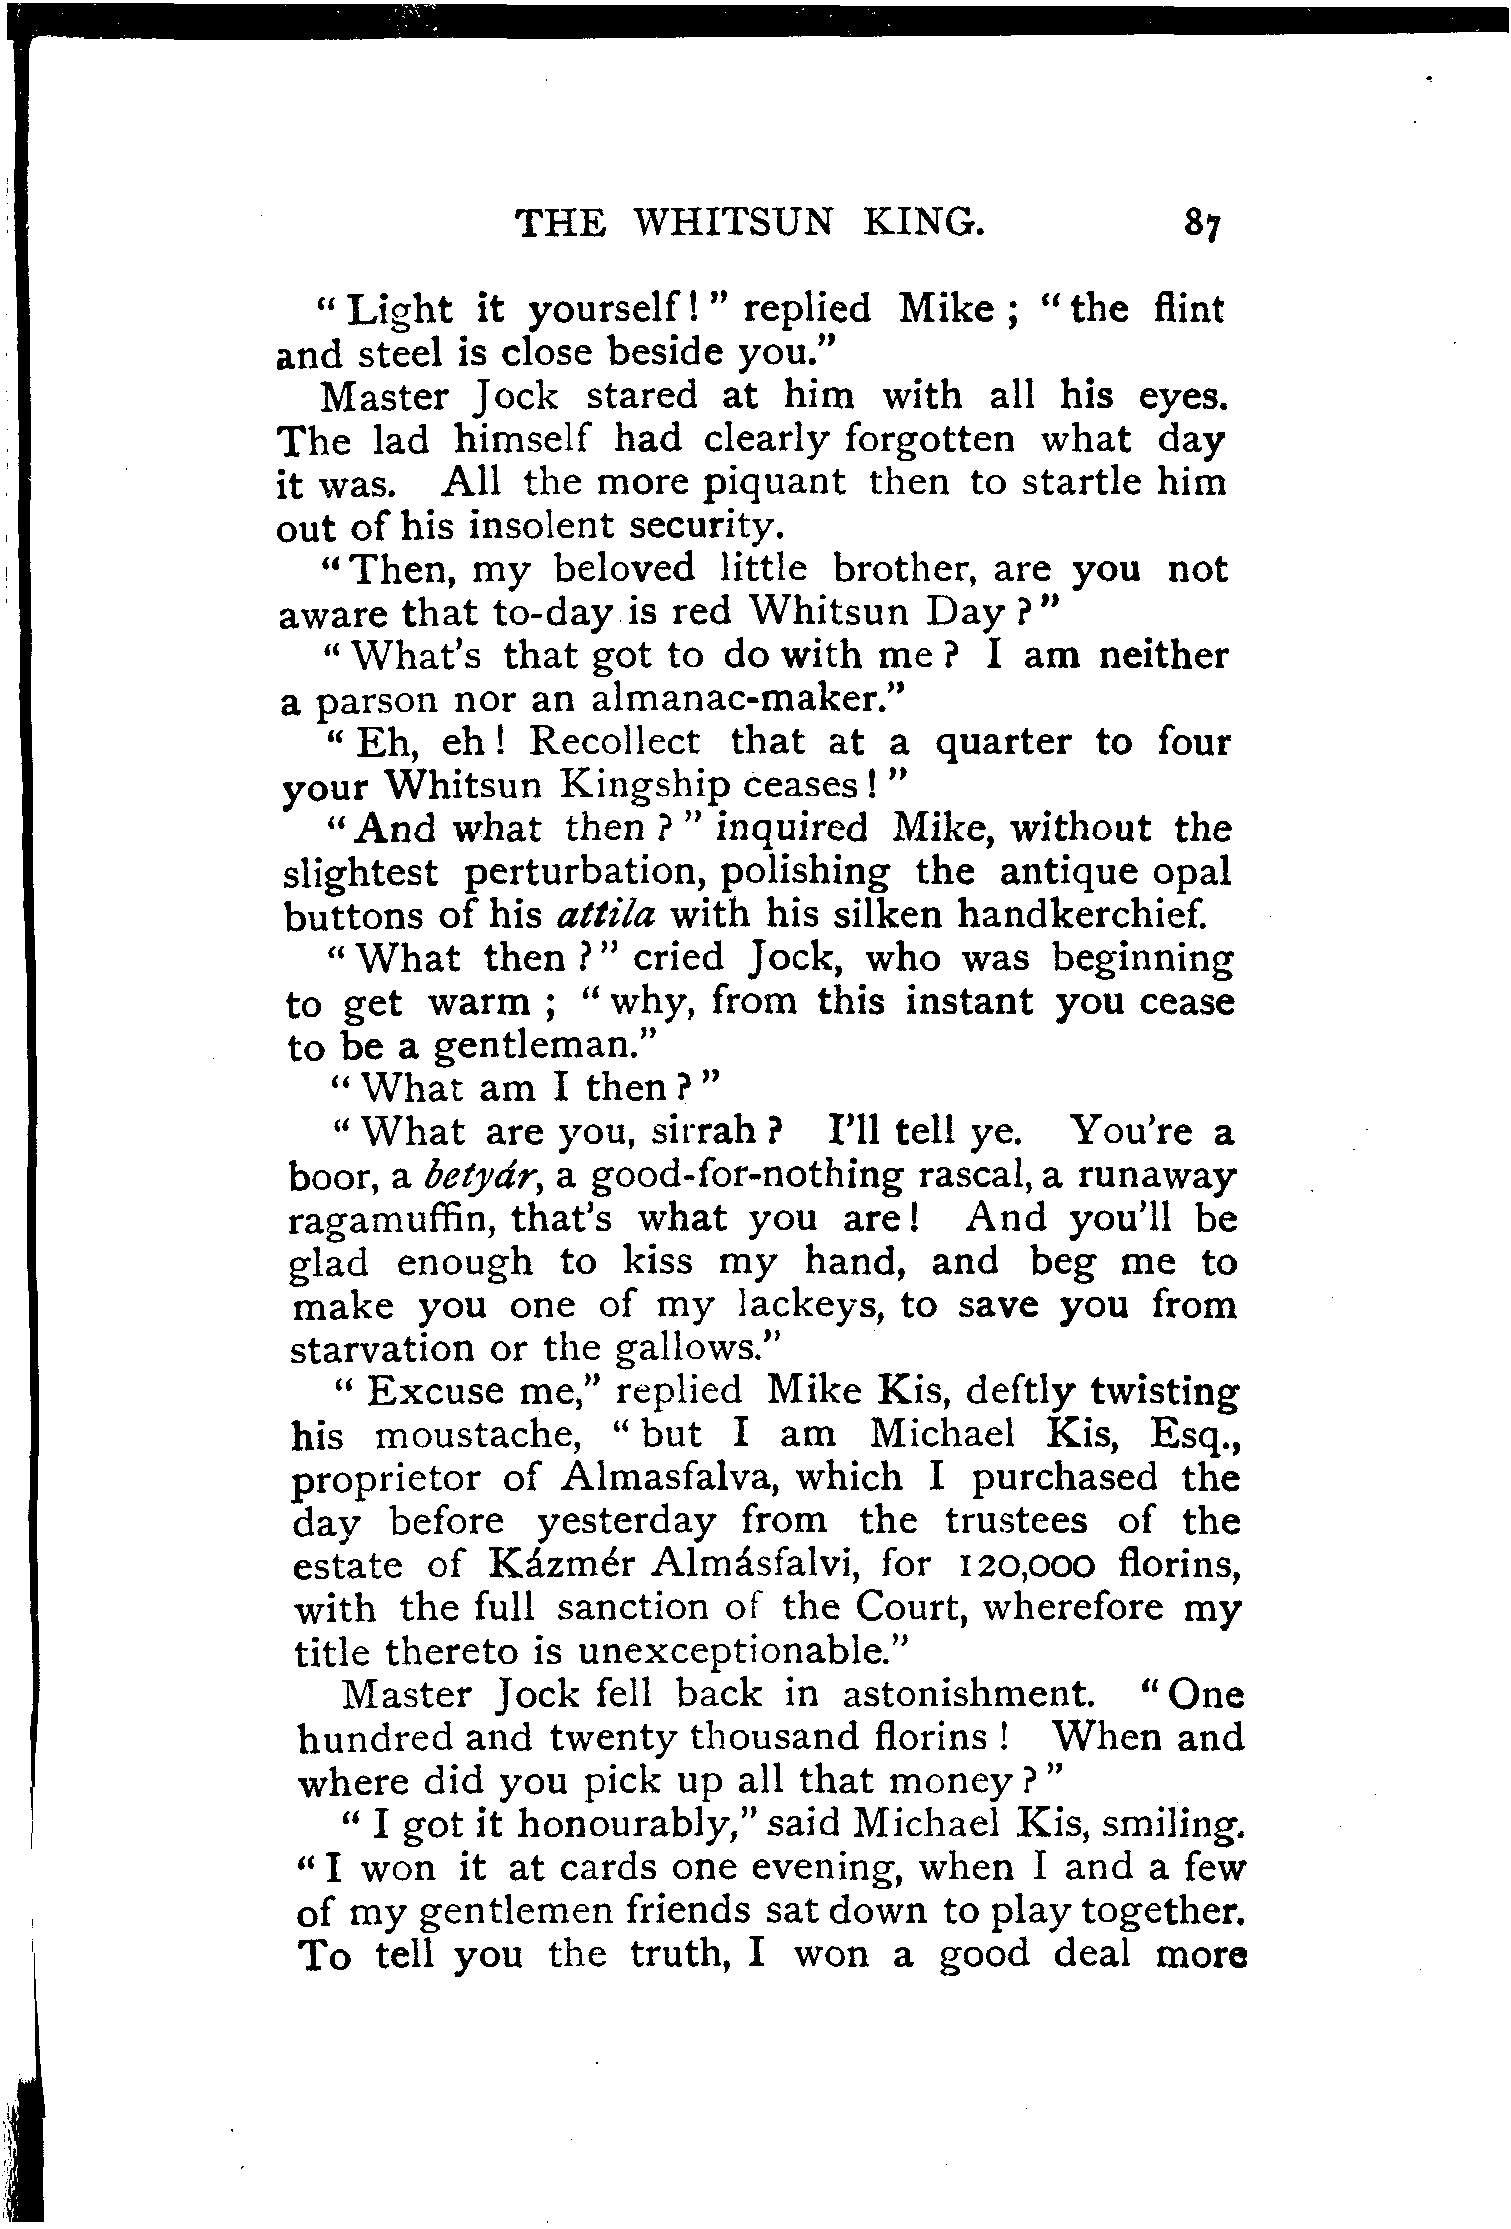 THE WHITSUN KING. 87
"Light it yourself!" replied Mike; "the flint
and steel is close beside you."
Master Jock stared at him with all his eyes.
The lad himself had clearly forgotten what day
it was. All the more piquant then to startle him
out of his insolent security.
"Then, my beloved little brother, are you not
aware that to-day is red Whitsun Day?"
"What's that got to do with me? I am neither
a parson nor an almanac-maker."
"Eh, eh! Recollect that at a quarter to four
your Whitsun Kingship ceases!"
"And what then?" inquired Mike, without the
slightest perturbation, polishing the antique opal
buttons of his attila with his silken handkerchief.
"What then?" cried Jock, who was beginning
to get warm; "why, from this instant you cease
to be a gentleman."
"What am I then?"
"What are you, sirrah? I'll tell ye. You're a
boor, a betyár, a good-for-nothing rascal, a runaway
ragamuffin, that's what you are! And you'll be
glad enough to kiss my hand, and beg me to
make you one of my lackeys, to save you from
starvation or the gallows."
"Excuse me," replied Mike Kis, deftly twisting
his moustache, "but I am Michael Kis, Esq.,
proprietor of Almasfalva, which I purchased the
day before yesterday from the trustees of the
estate of Kázmér Almásfalvi, for 120,000 florins,
with the full sanction of the Court, wherefore my
title thereto is unexceptionable."
Master Jock fell back in astonishment. "One
hundred and twenty thousand florins! When and
where did you pick up all that money?"
"I got it honourably," said Michael Kis, smiling.
"I won it at cards one evening, when I and a few
of my gentlemen friends sat down to play together.
To tell you the truth, I won a good deal more